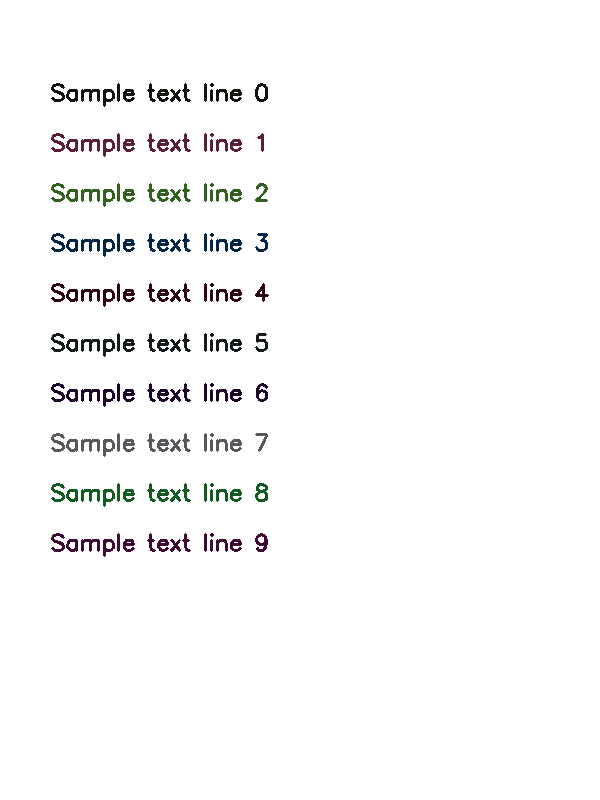 Sample text line 0
Sample text line 1
Sample text line 2
Sample text line 3
Sample text line 4
Sample text line 5
Sample text line 6
Sample text line 7
Sample text line 8
Sample text line 9